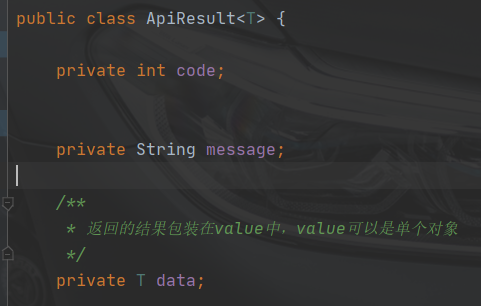 public class ApiResult<T> {
private int code;
private String message;
/**
* 返回的结果包装在value中，value可以是单个对象
*/
private T data;